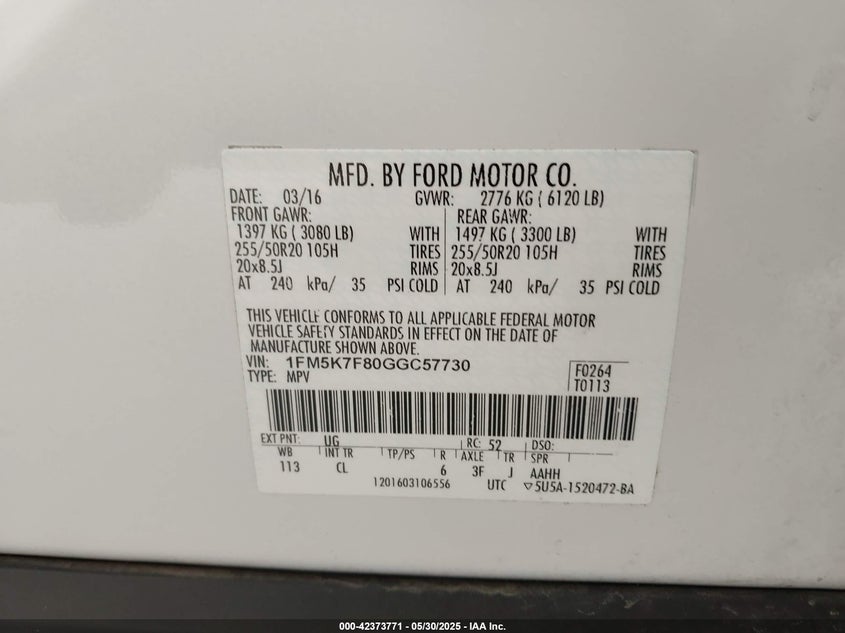 MFD. BY FORD MOTOR CO.
DATE: 03/16 GVWR: 2776 KG ( 6120 LB)
FRONT GAWR: REAR GAWR:
1397 KG ( 3080 LB) WITH 1497 KG ( 3300 LB) WITH
255/50R20 105H TIRES 255/50R20 105H TIRES
20x8.5J RIMS 20x8.5J RIMS
AT 240 kPa/ 35 PSI COLD AT 240 kPa/ 35 PSI COLD
THIS VEHICLE CONFORMS TO ALL APPLICABLE FEDERAL MOTOR
VEHICLE SAFETY STANDARDS IN EFFECT ON THE DATE OF
MANUFACTURE SHOWN ABOVE.
VIN: 1FM5K7F80GGC57730 F0264
TYPE: MPV T0113
EXT PNT: UG RC: 52 DSO:
WB INT TR TP/PS R AXLE TR SPR
113 CL 6 3F J AAHH
1201603106556 UTC ▽5U5A-1520472-BA
000-42373771 — 05/30/2025 — IAA Inc.